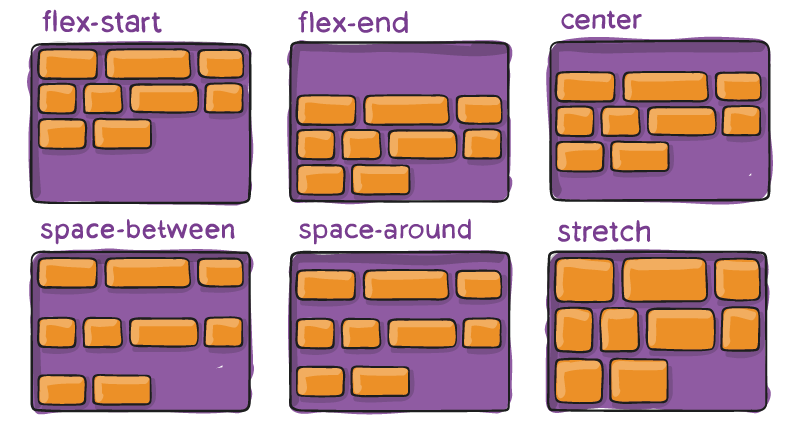 flex-start
flex-end
center
space-between
space-around
stretch